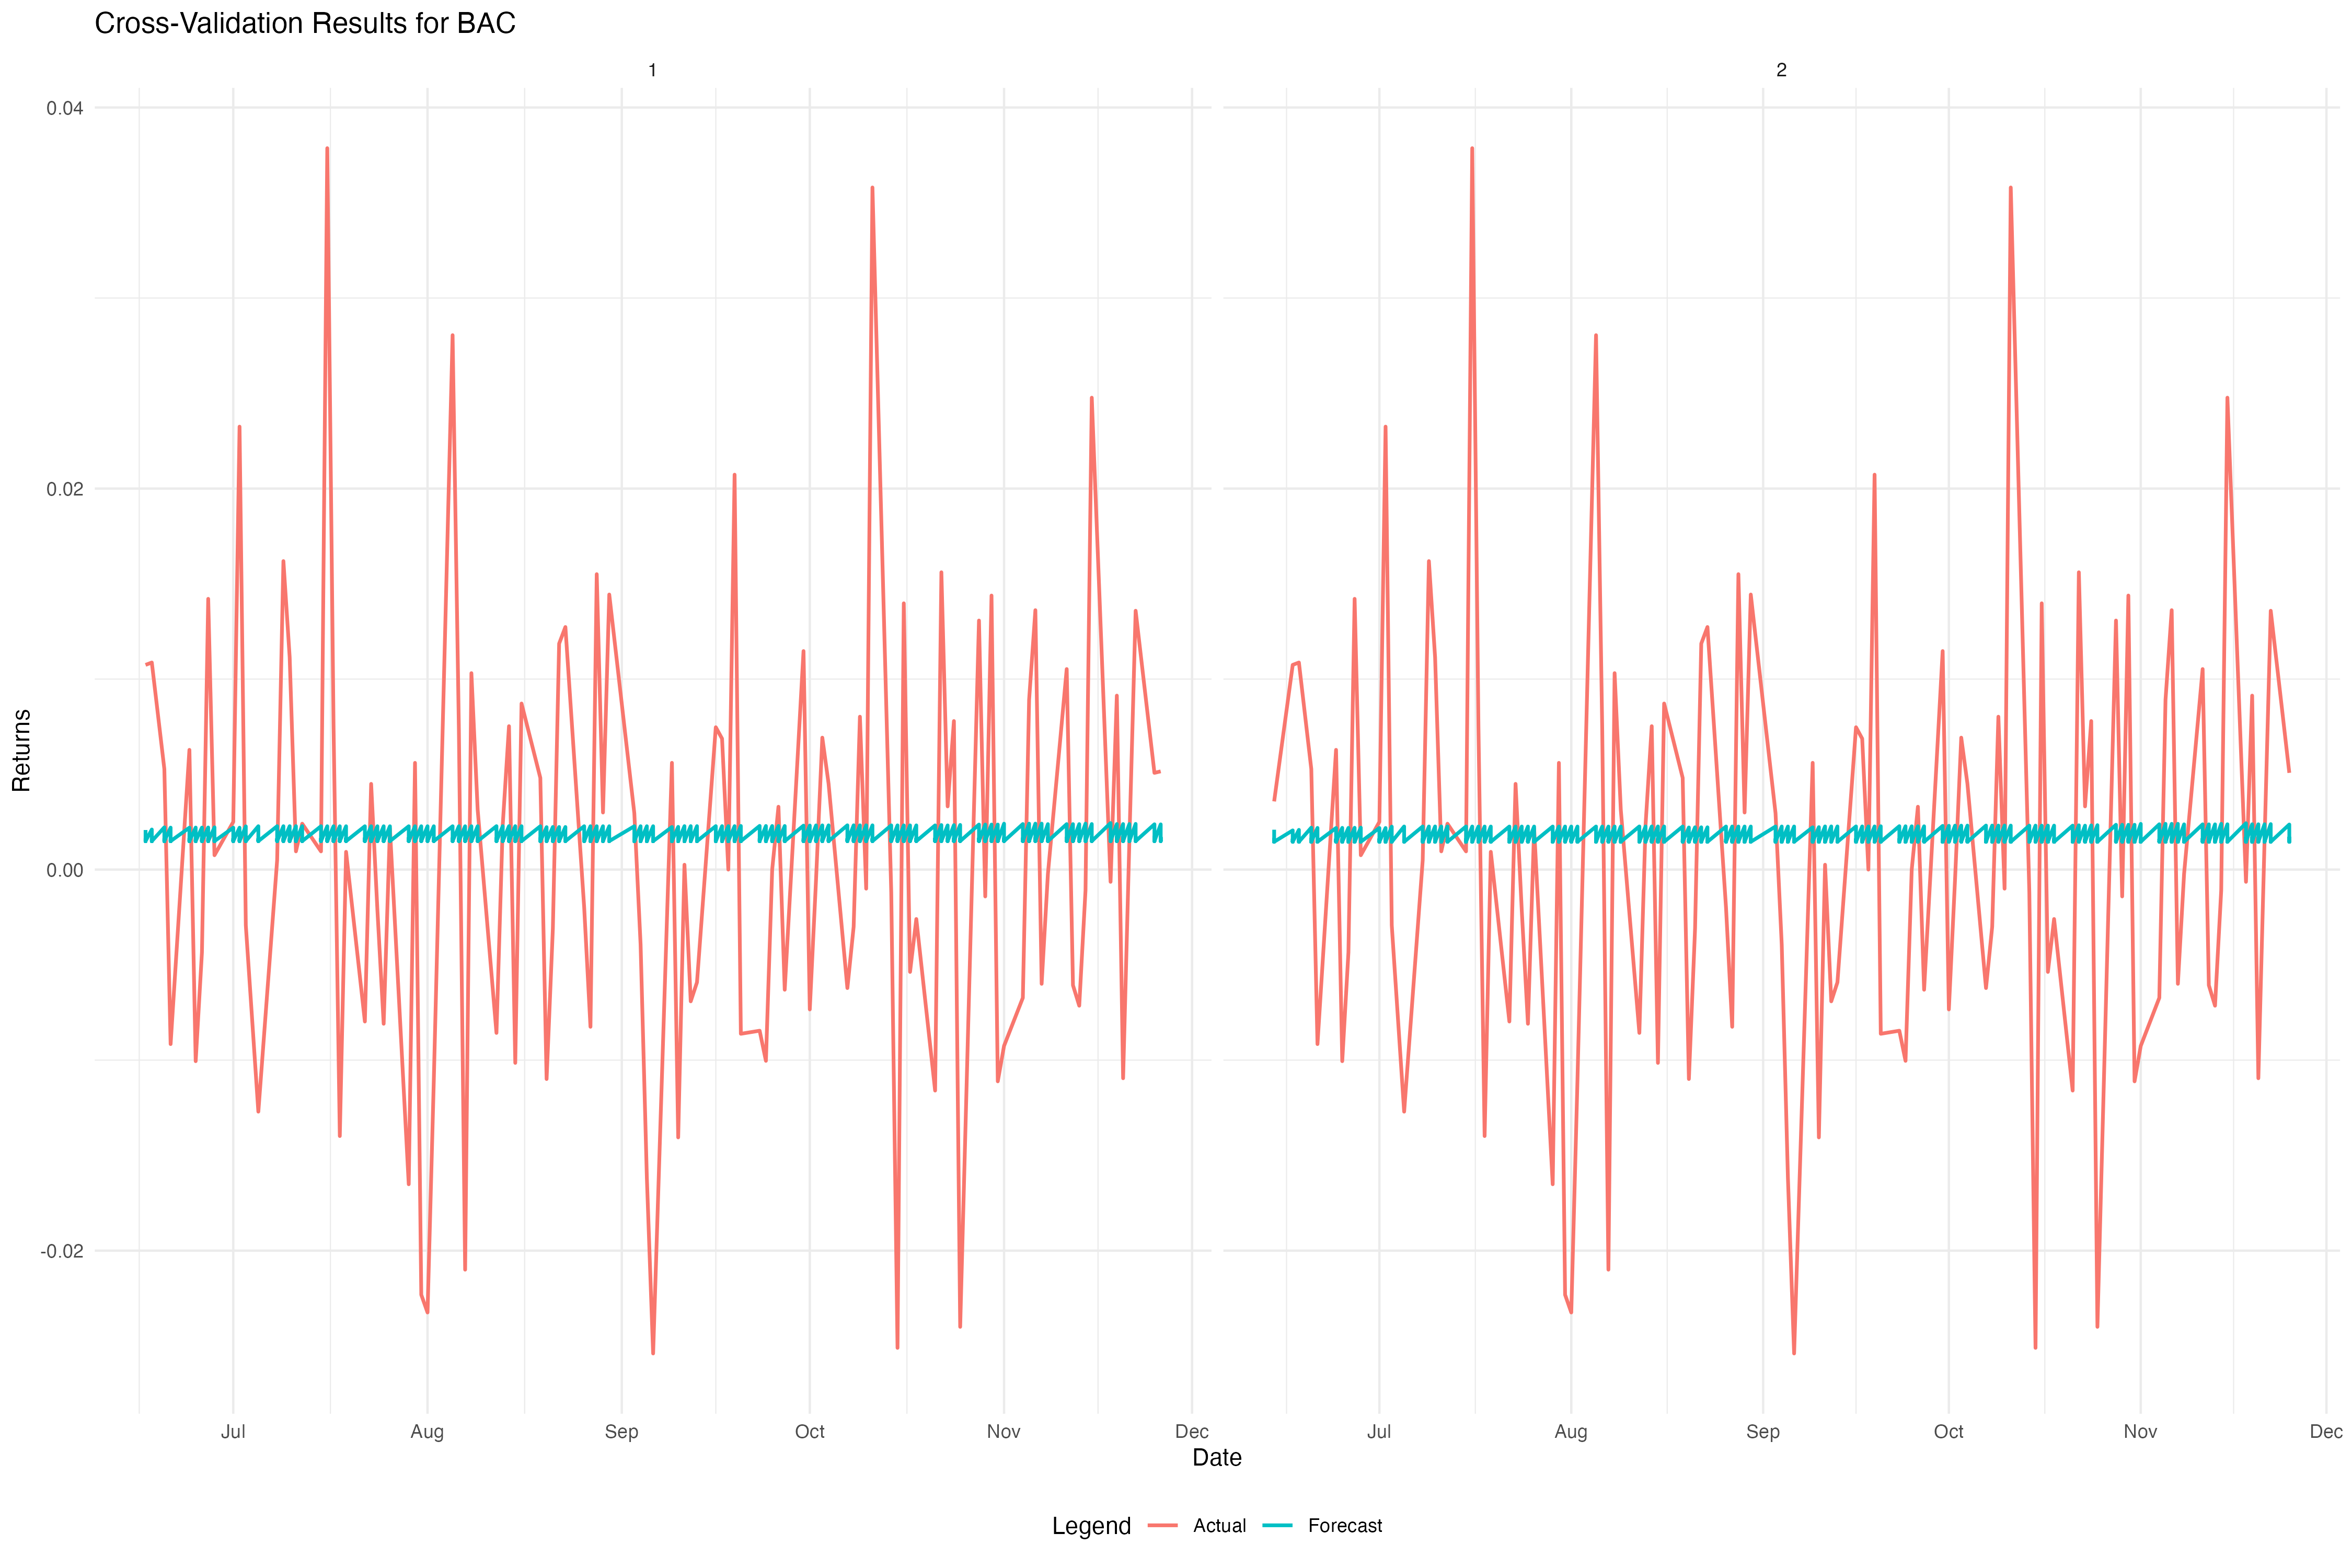 Cross-Validation Results for BAC
1 2
0.04
0.02
0.00
-0.02
Returns
Jul Aug Sep Oct Nov Dec Jul Aug Sep Oct Nov Dec
Date
Legend Actual Forecast